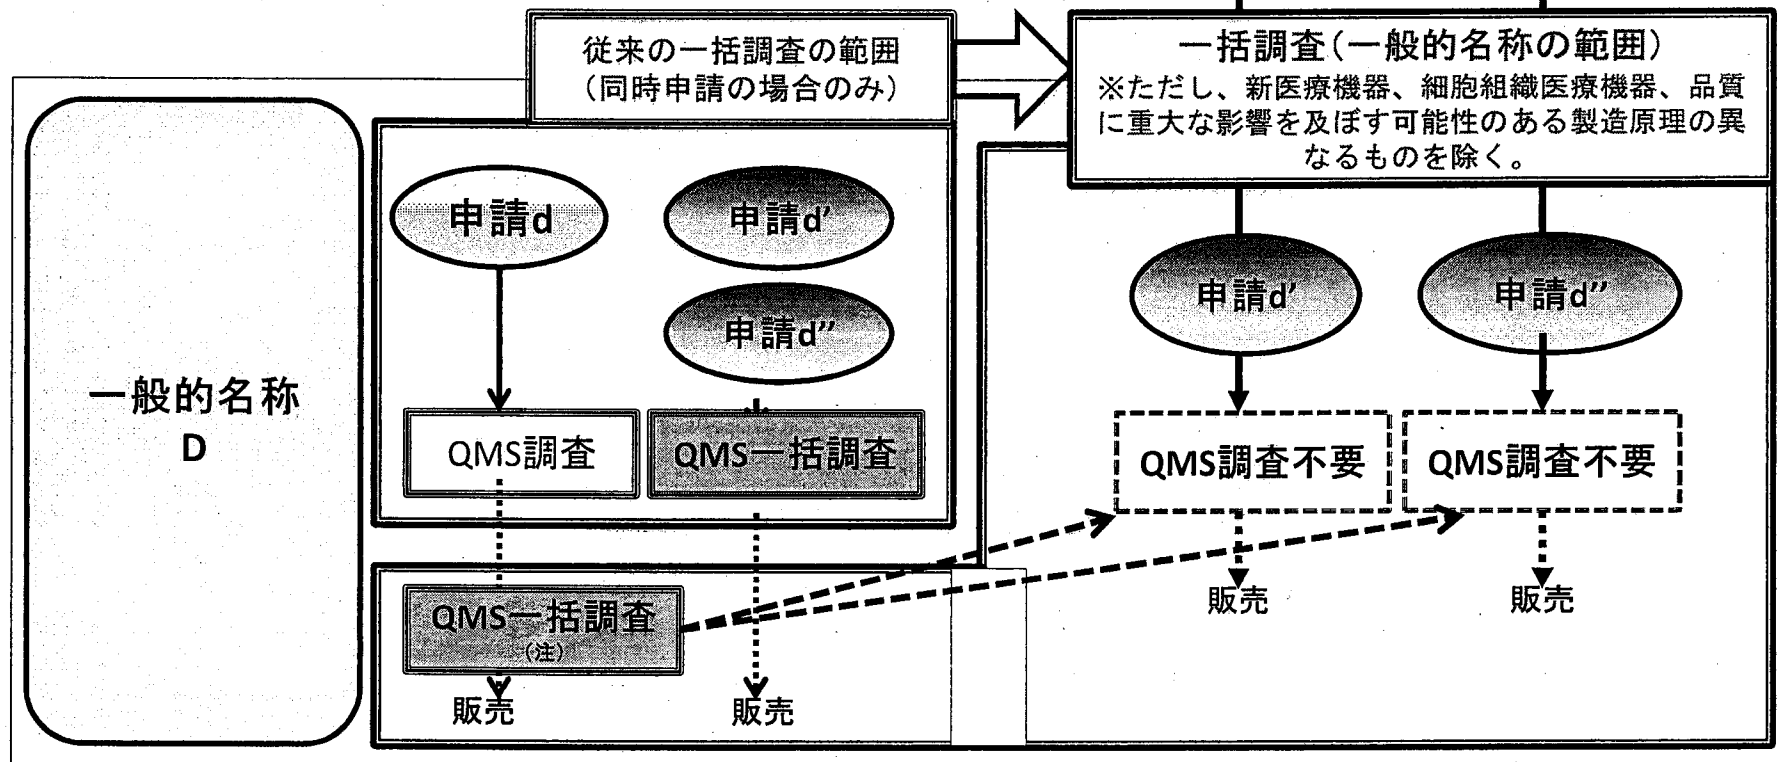 従来の一括調査の範囲
(同時申請の場合のみ)
一括調査(一般的名称の範囲)
※ただし、新医療機器、細胞組織医療機器、品質
に重大な影響を及ぼす可能性のある製造原理の異
なるものを除く。
一般的名称
D
申請d
申請d'
申請d''
QMS調査
QMS一括調査
QMS一括調査
(注)
販売
販売
申請d'
申請d''
QMS調査不要
QMS調査不要
販売
販売